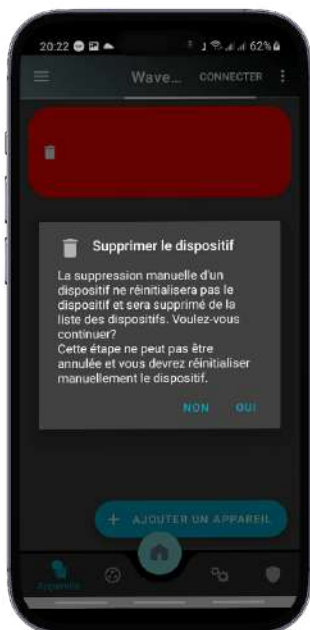 20:22 62%
Wave... CONNECTER
Supprimer le dispositif
La suppression manuelle d'un
dispositif ne réinitialisera pas le
dispositif et sera supprimé de la
liste des dispositifs. Voulez-vous
continuer?
Cette étape ne peut pas être
annulée et vous devrez réinitialiser
manuellement le dispositif.
NON OUI
+ AJOUTER UN APPAREIL
Appareils